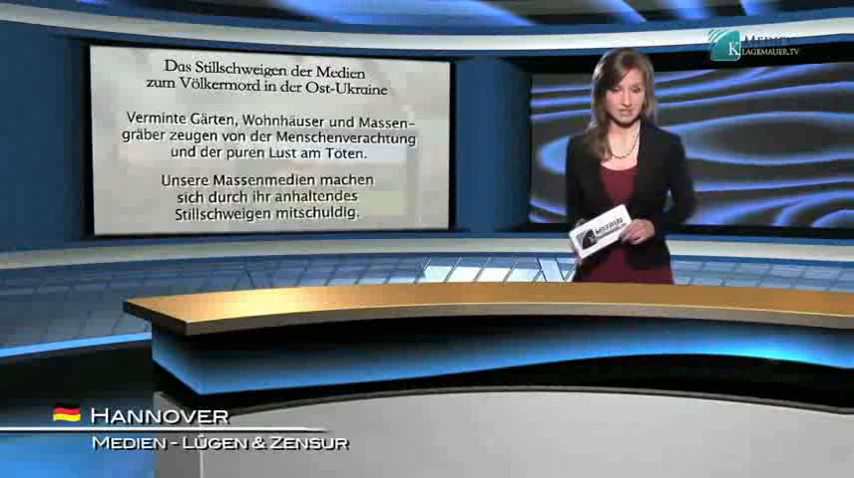 Das Stillschweigen der Medien
zum Völkermord in der Ost-Ukraine
Verminte Gärten, Wohnhäuser und Massen-
gräber zeugen von der Menschenverachtung
und der puren Lust am Töten.
Unsere Massenmedien machen
sich durch ihr anhaltendes
Stillschweigen mitschuldig.
KLAGEMAUER.TV
HANNOVER
MEDIEN - LÜGEN & ZENSUR